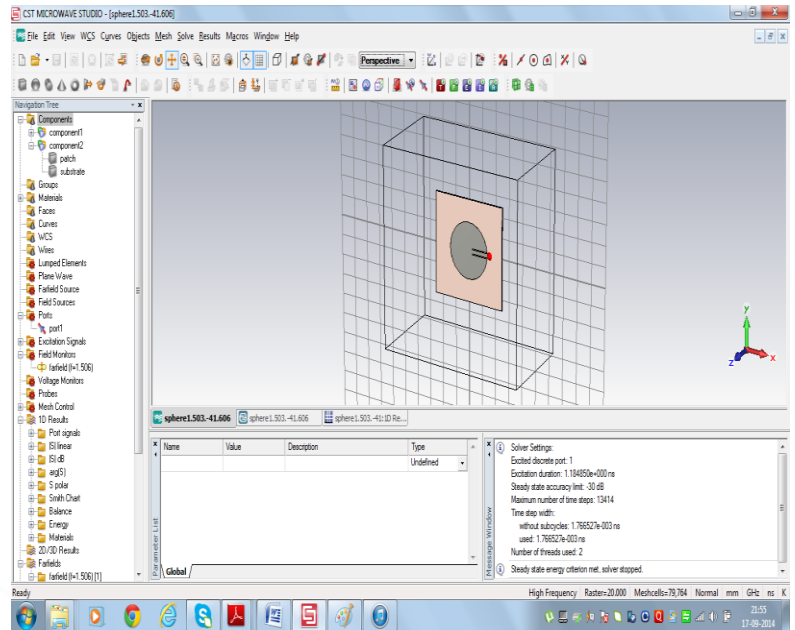 CST MICROWAVE STUDIO - [sphere1.503.-41.606]
File Edit View WCS Curves Objects Mesh Solve Results Macros Window Help
Perspective
Navigation Tree
Components
component1
component2
patch
substrate
Groups
Materials
Faces
Curves
WCS
Wires
Lumped Elements
Plane Wave
Farfield Source
Field Sources
Ports
port1
Excitation Signals
Field Monitors
farfield (f=1.506)
Voltage Monitors
Probes
Mesh Control
1D Results
Port signals
|S| linear
|S| dB
arg(S)
S polar
Smith Chart
Balance
Energy
Materials
2D/3D Results
Farfields
farfield (f=1.506) [1]
y
x
z
sphere1.503.-41.606
sphere1.503.-41.606
sphere1.503.-41:1D Re...
Name Value Description Type
Undefined
Parameter List
Global
Message Window
Solver Settings:
Excited discrete port: 1
Excitation duration: 1.184850e+000 ns
Steady state accuracy limit: -30 dB
Maximum number of time steps: 13414
Time step width:
without subcycles: 1.766527e-003 ns
used: 1.766527e-003 ns
Number of threads used: 2
Steady state energy criterion met, solver stopped.
Ready
High Frequency Raster=20.000 Meshcells=79,764 Normal mm GHz ns K
21:55
17-09-2014